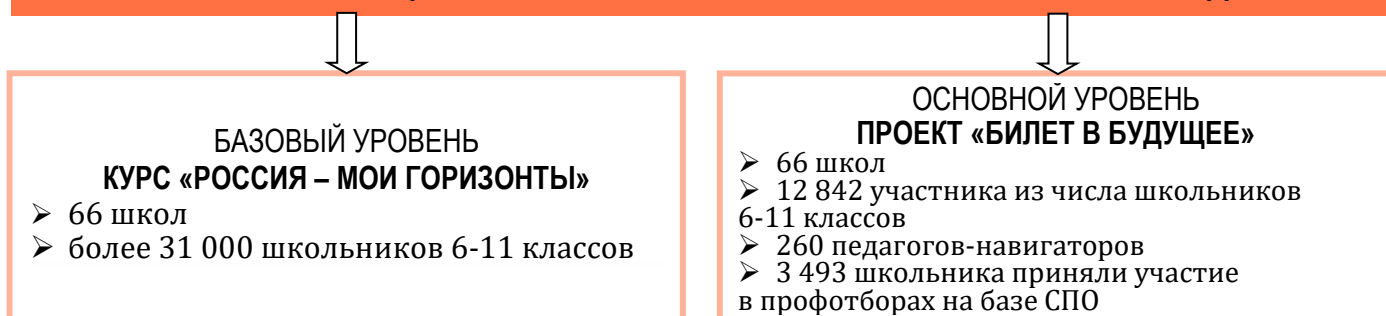 БАЗОВЫЙ УРОВЕНЬ
КУРС «РОССИЯ – МОИ ГОРИЗОНТЫ»
➢ 66 школ
➢ более 31 000 школьников 6-11 классов
ОСНОВНОЙ УРОВЕНЬ
ПРОЕКТ «БИЛЕТ В БУДУЩЕЕ»
➢ 66 школ
➢ 12 842 участника из числа школьников
6-11 классов
➢ 260 педагогов-навигаторов
➢ 3 493 школьника приняли участие
в профотборах на базе СПО